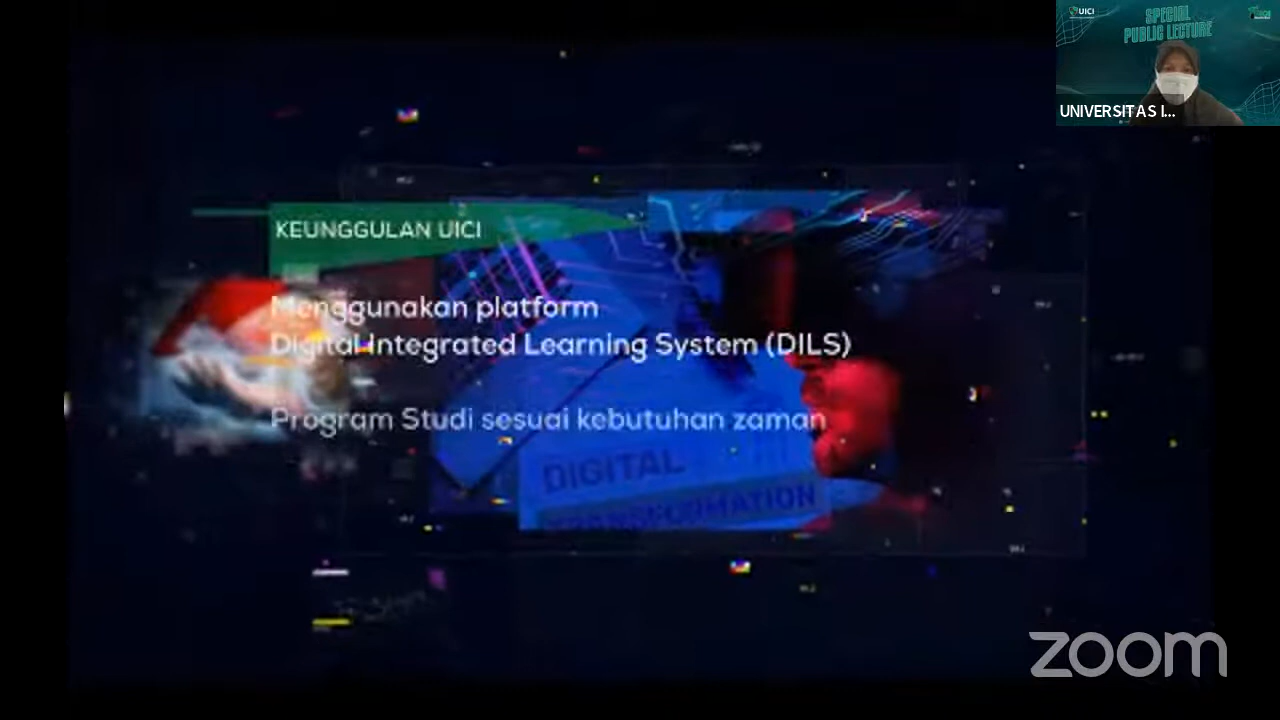 UICI
SPECIAL
PUBLIC LECTURE
UNIVERSITAS I...
KEUNGGULAN UICI
Menggunakan platform
Digital Integrated Learning System (DILS)
Program Studi sesuai kebutuhan zaman
DIGITAL
TRANSFORMATION
zoom